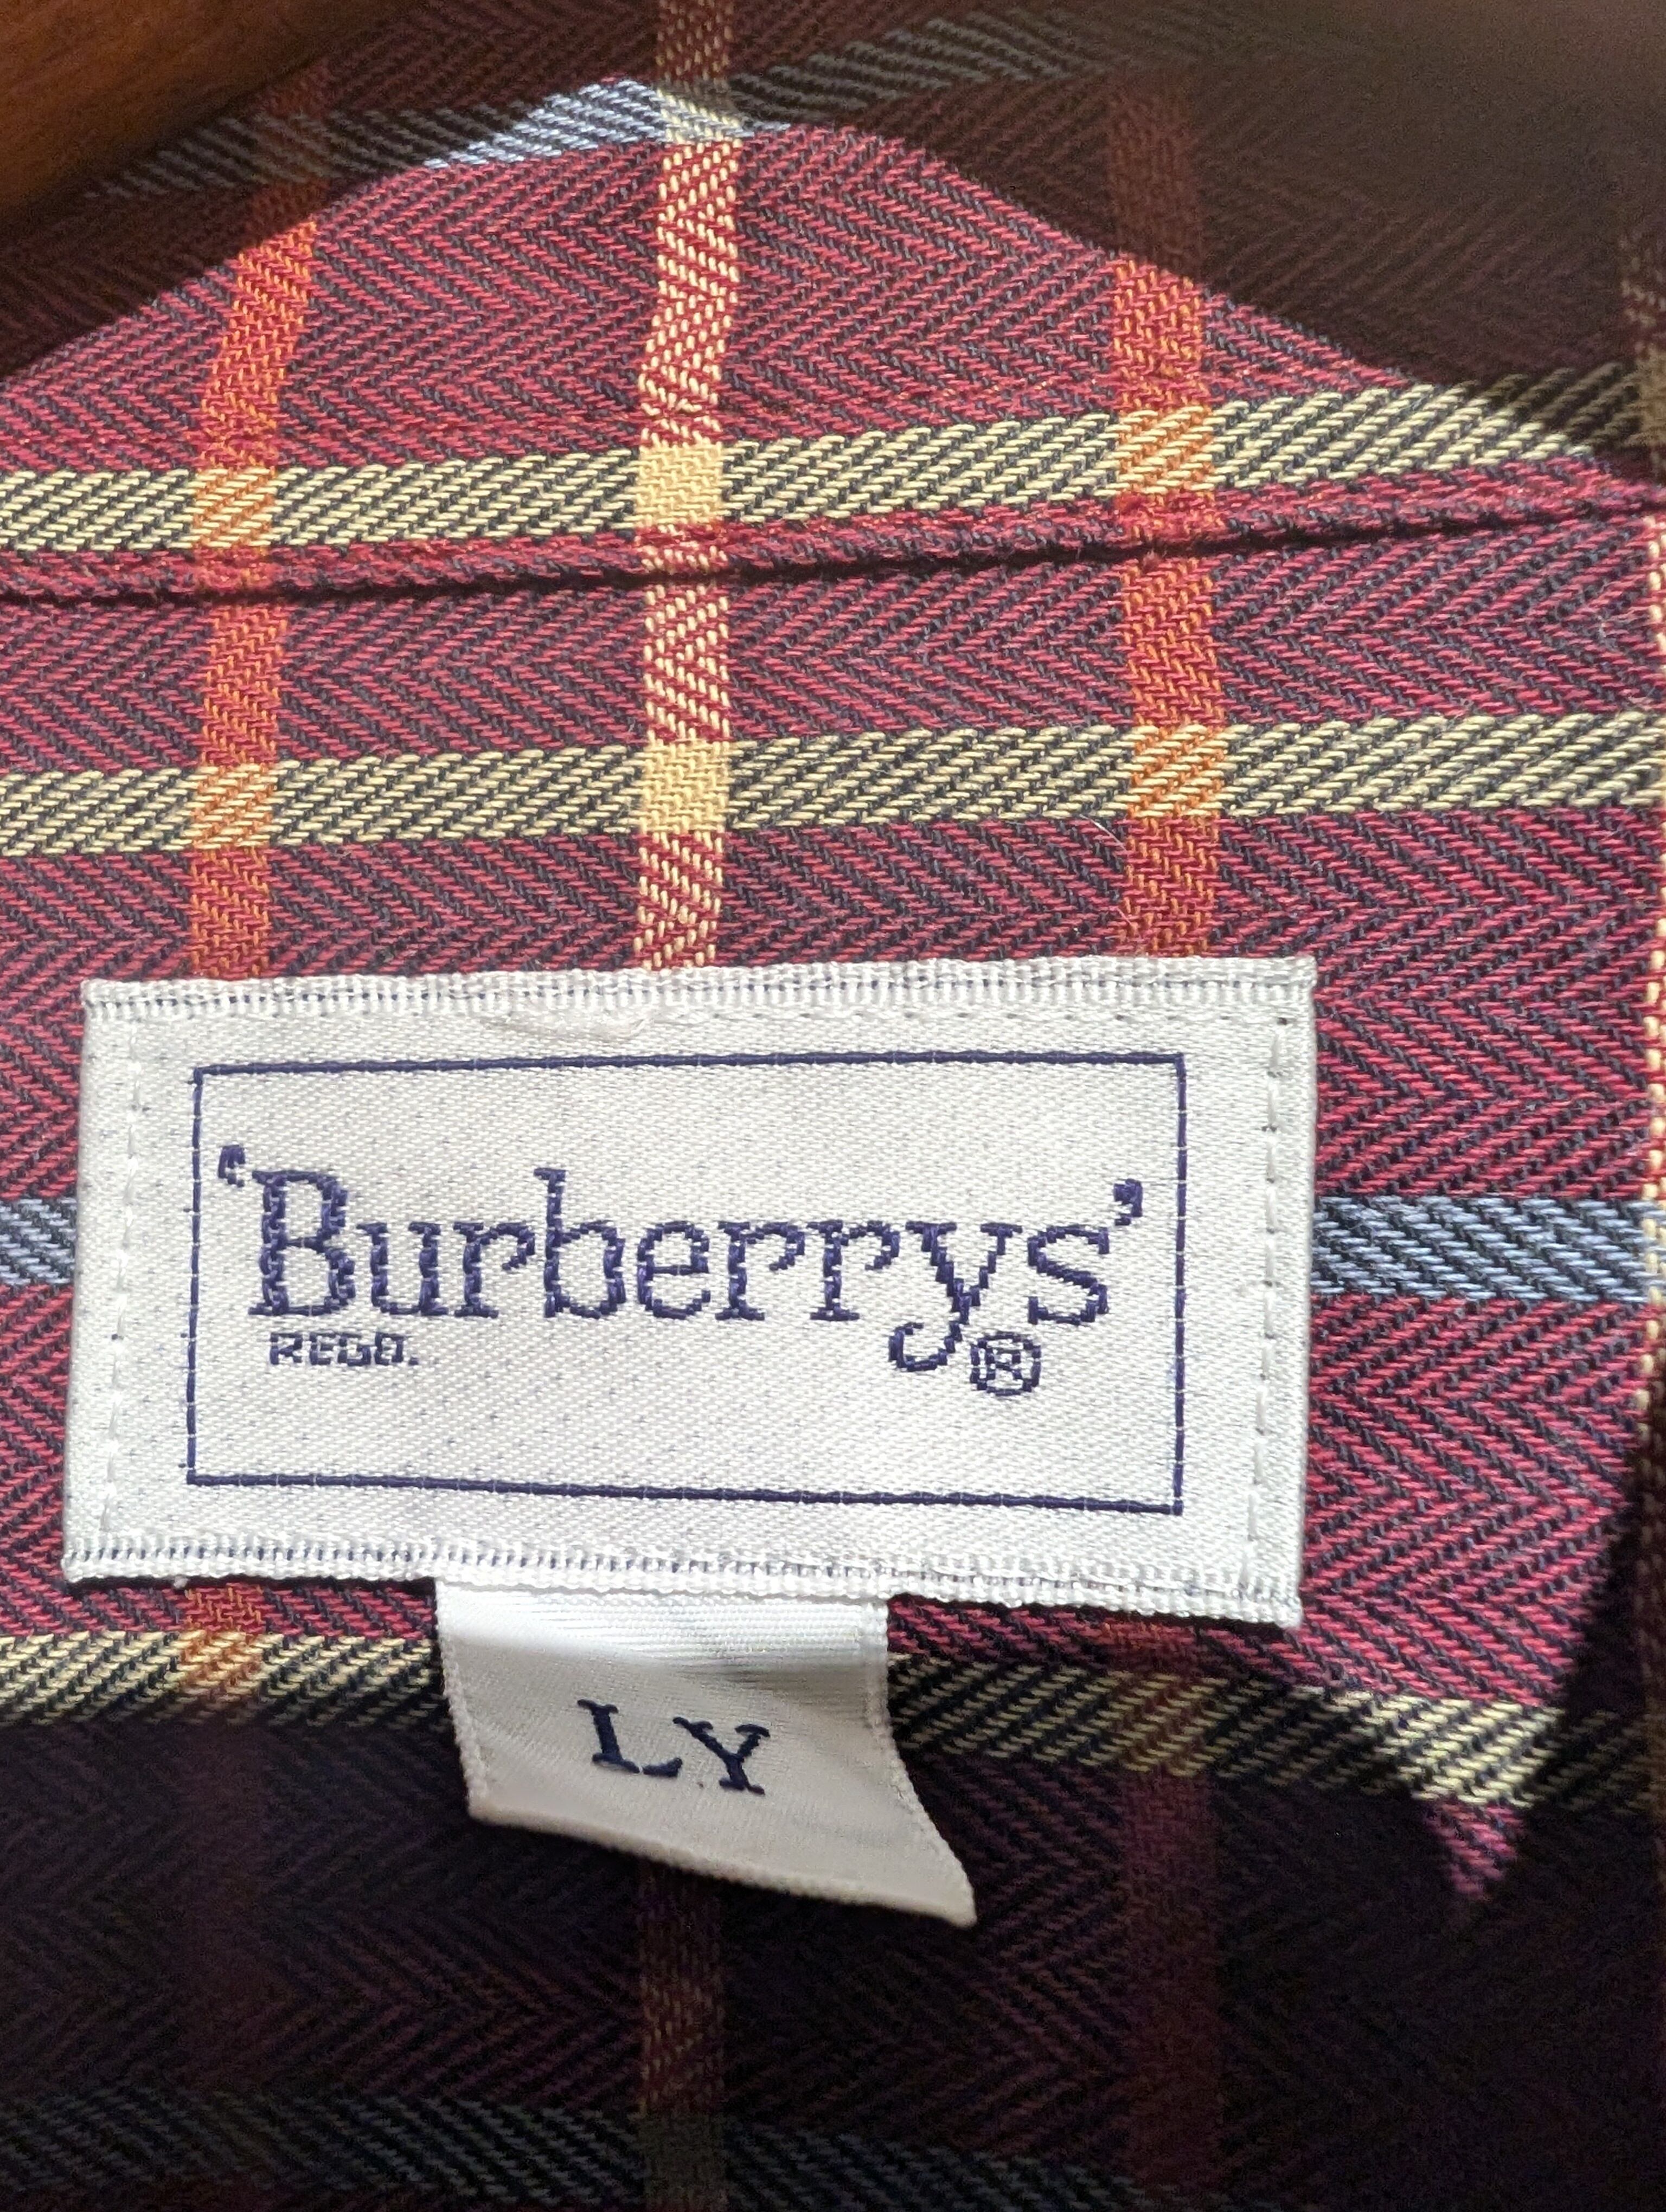 'Burberrys'
REGD.
®
LY